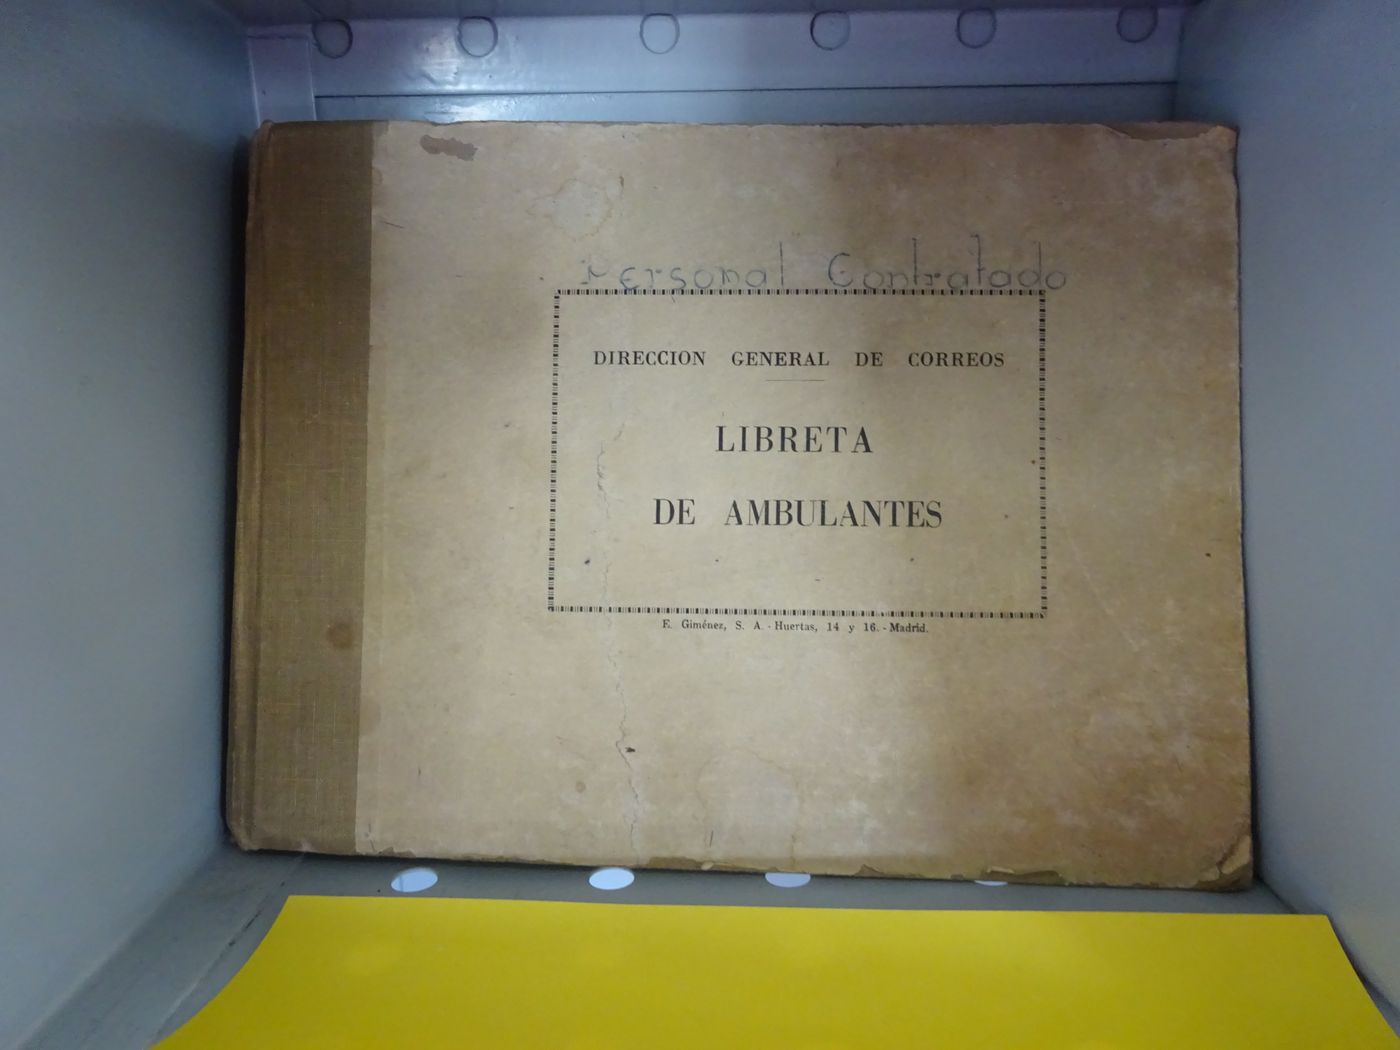 Personal Contratado
DIRECCION GENERAL DE CORREOS
LIBRETA
DE AMBULANTES
E. Giménez, S. A. - Huertas, 14 y 16. - Madrid.